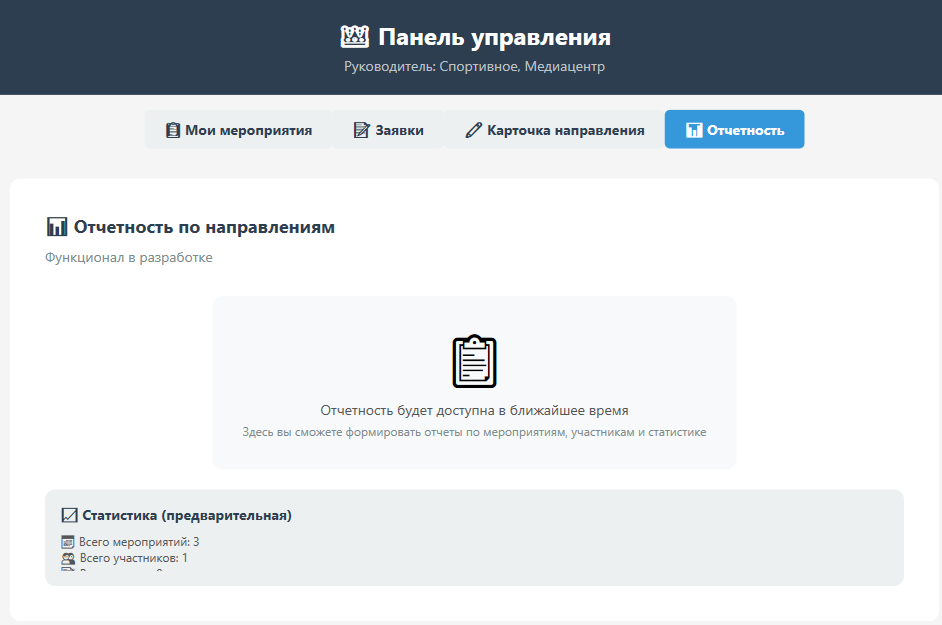 Панель управления
Руководитель: Спортивное, Медиацентр
Мои мероприятия
Заявки
Карточка направления
Отчетность
Отчетность по направлениям
Функционал в разработке
Отчетность будет доступна в ближайшее время
Здесь вы сможете формировать отчеты по мероприятиям, участникам и статистике
Статистика (предварительная)
Всего мероприятий: 3
Всего участников: 1